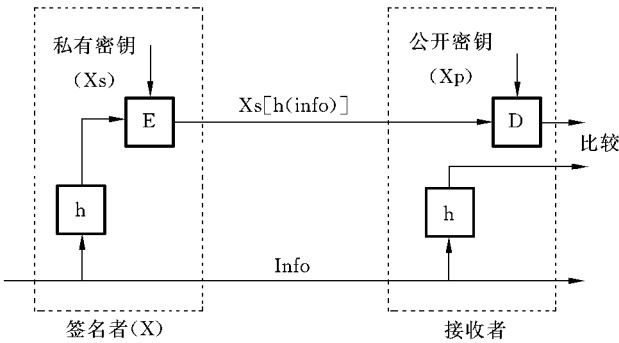 私有密钥
(Xs)
公开密钥
(Xp)
E
Xs[h(info)]
D
比较
h
h
Info
签名者(X)
接收者